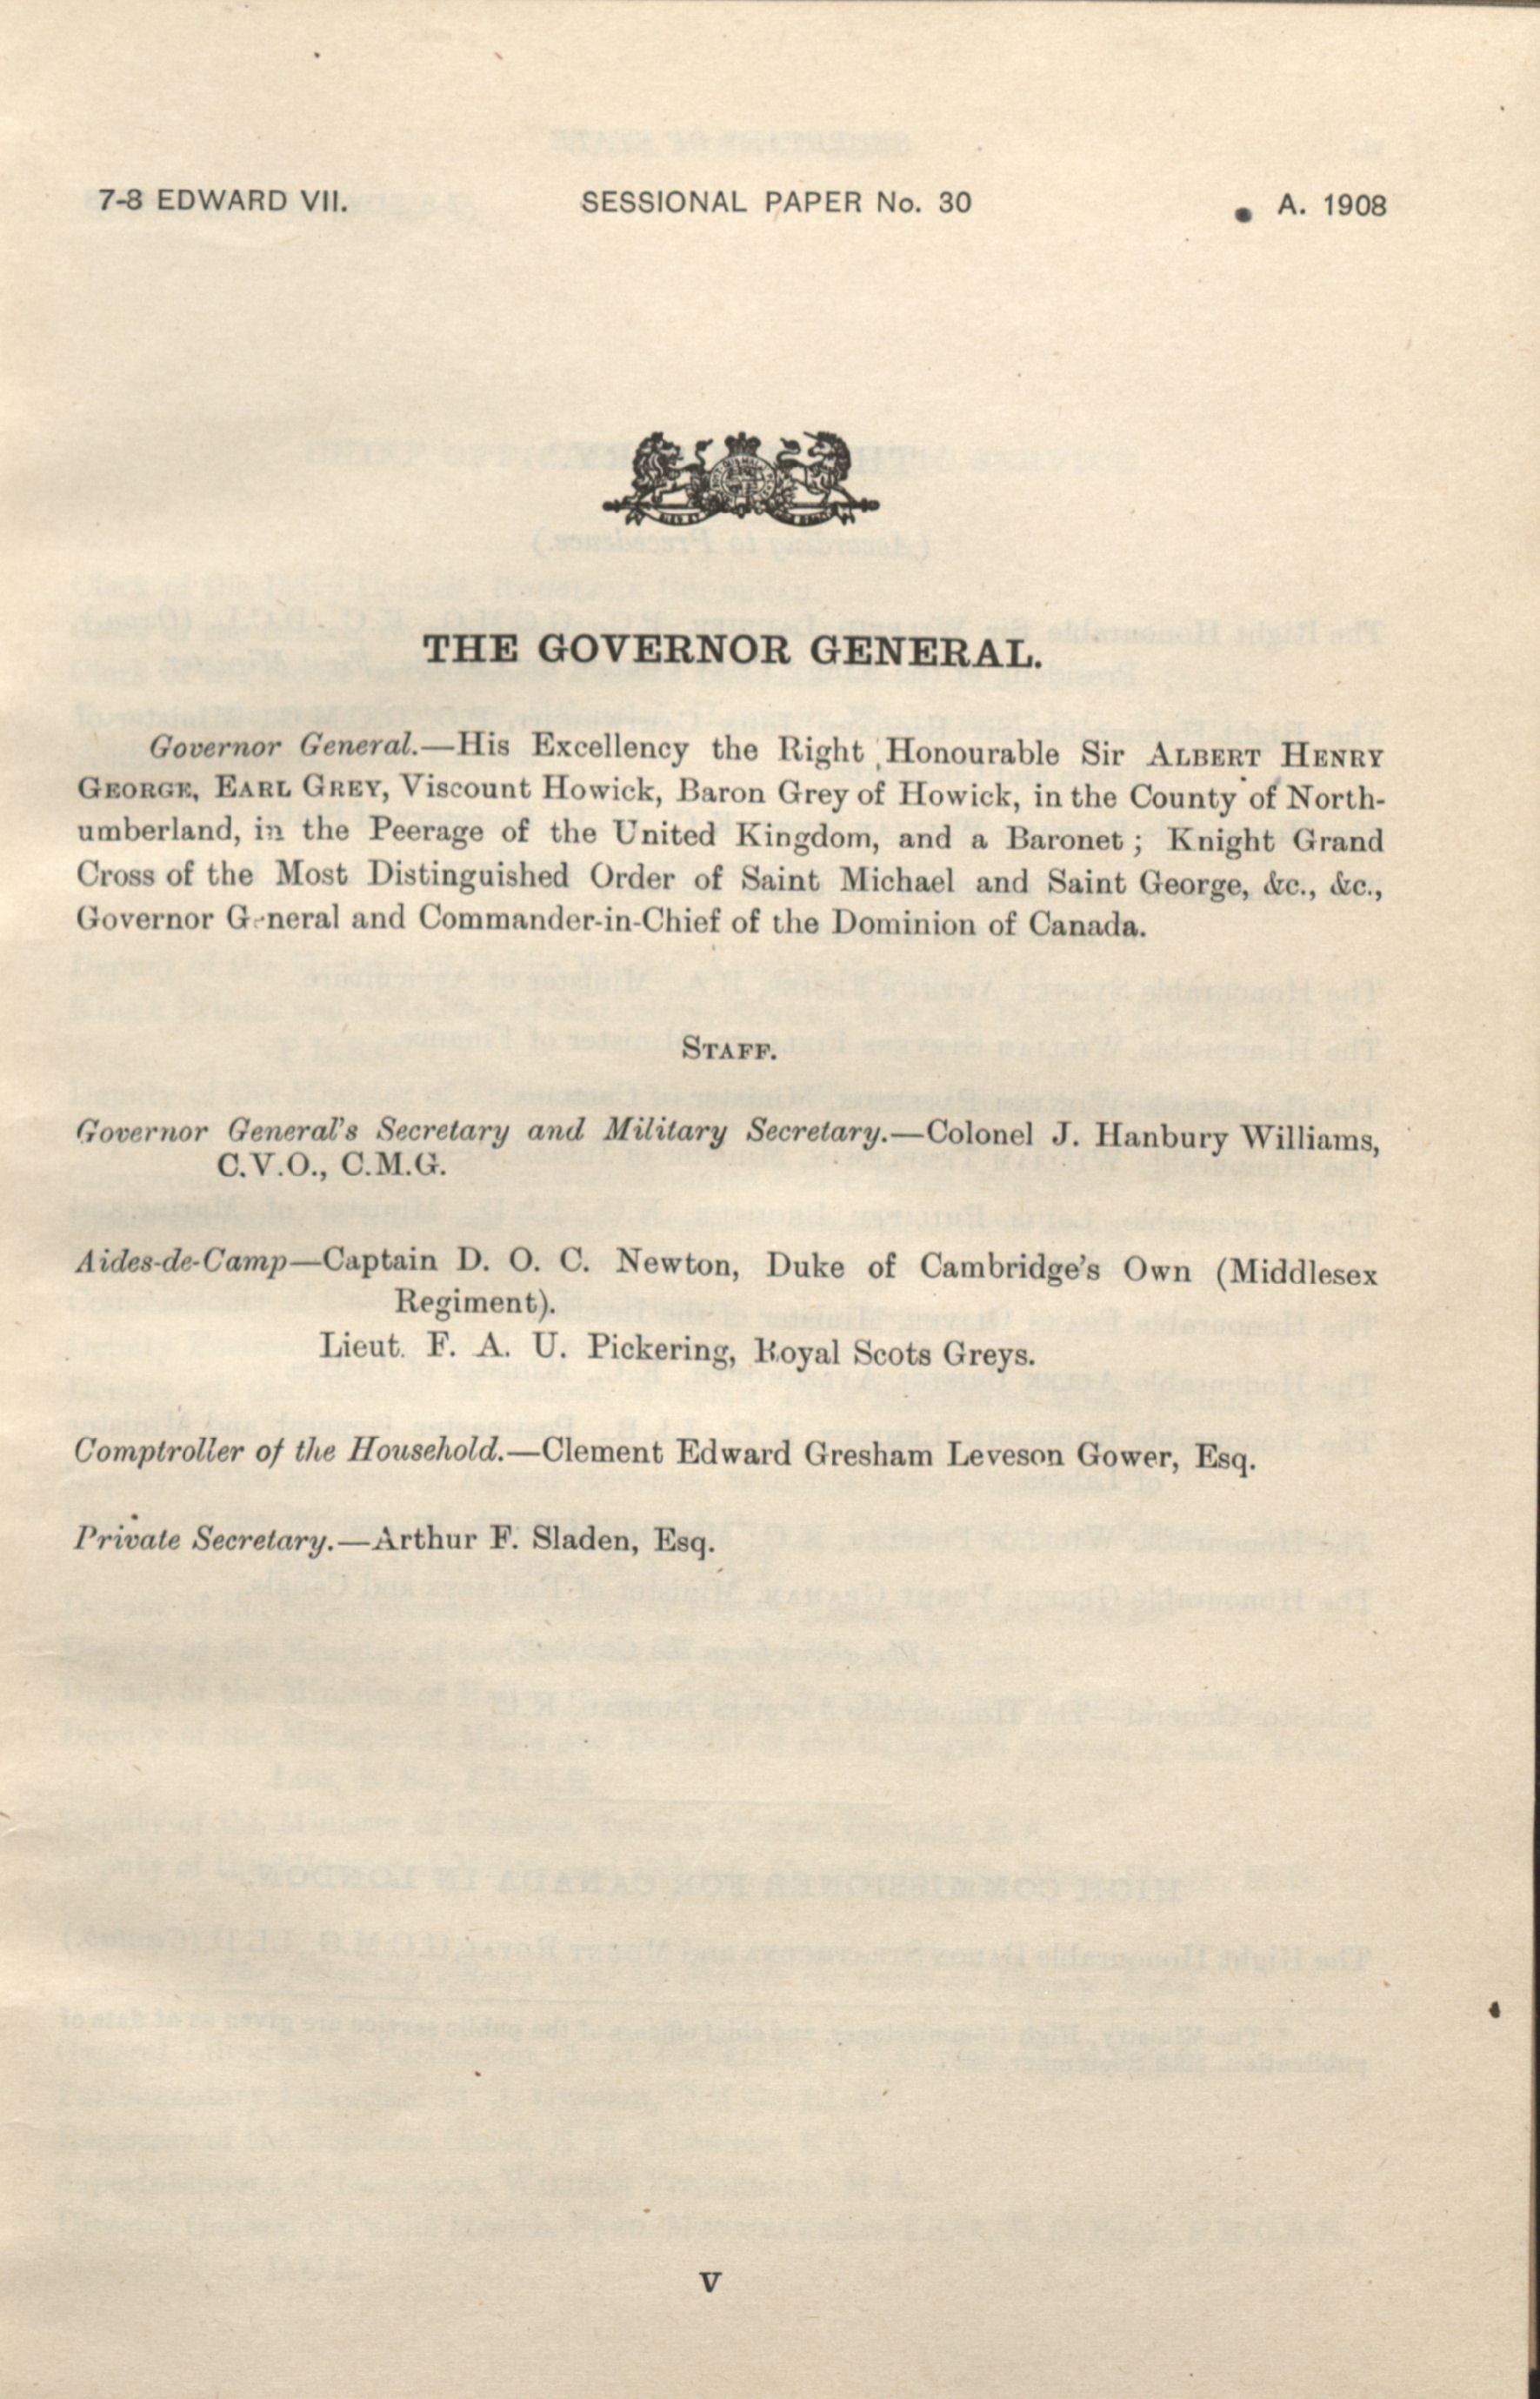 7-8 EDWARD VII. SESSIONAL PAPER No. 30 A. 1908
THE GOVERNOR GENERAL.
Governor General.—His Excellency the Right Honourable Sir ALBERT HENRY
GEORGE, EARL GREY, Viscount Howick, Baron Grey of Howick, in the County of North-
umberland, in the Peerage of the United Kingdom, and a Baronet; Knight Grand
Cross of the Most Distinguished Order of Saint Michael and Saint George, &c., &c.,
Governor General and Commander-in-Chief of the Dominion of Canada.
STAFF.
Governor General's Secretary and Military Secretary.—Colonel J. Hanbury Williams,
C.V.O., C.M.G.
Aides-de-Camp—Captain D. O. C. Newton, Duke of Cambridge's Own (Middlesex
Regiment).
Lieut. F. A. U. Pickering, Royal Scots Greys.
Comptroller of the Household.—Clement Edward Gresham Leveson Gower, Esq.
Private Secretary.—Arthur F. Sladen, Esq.
v